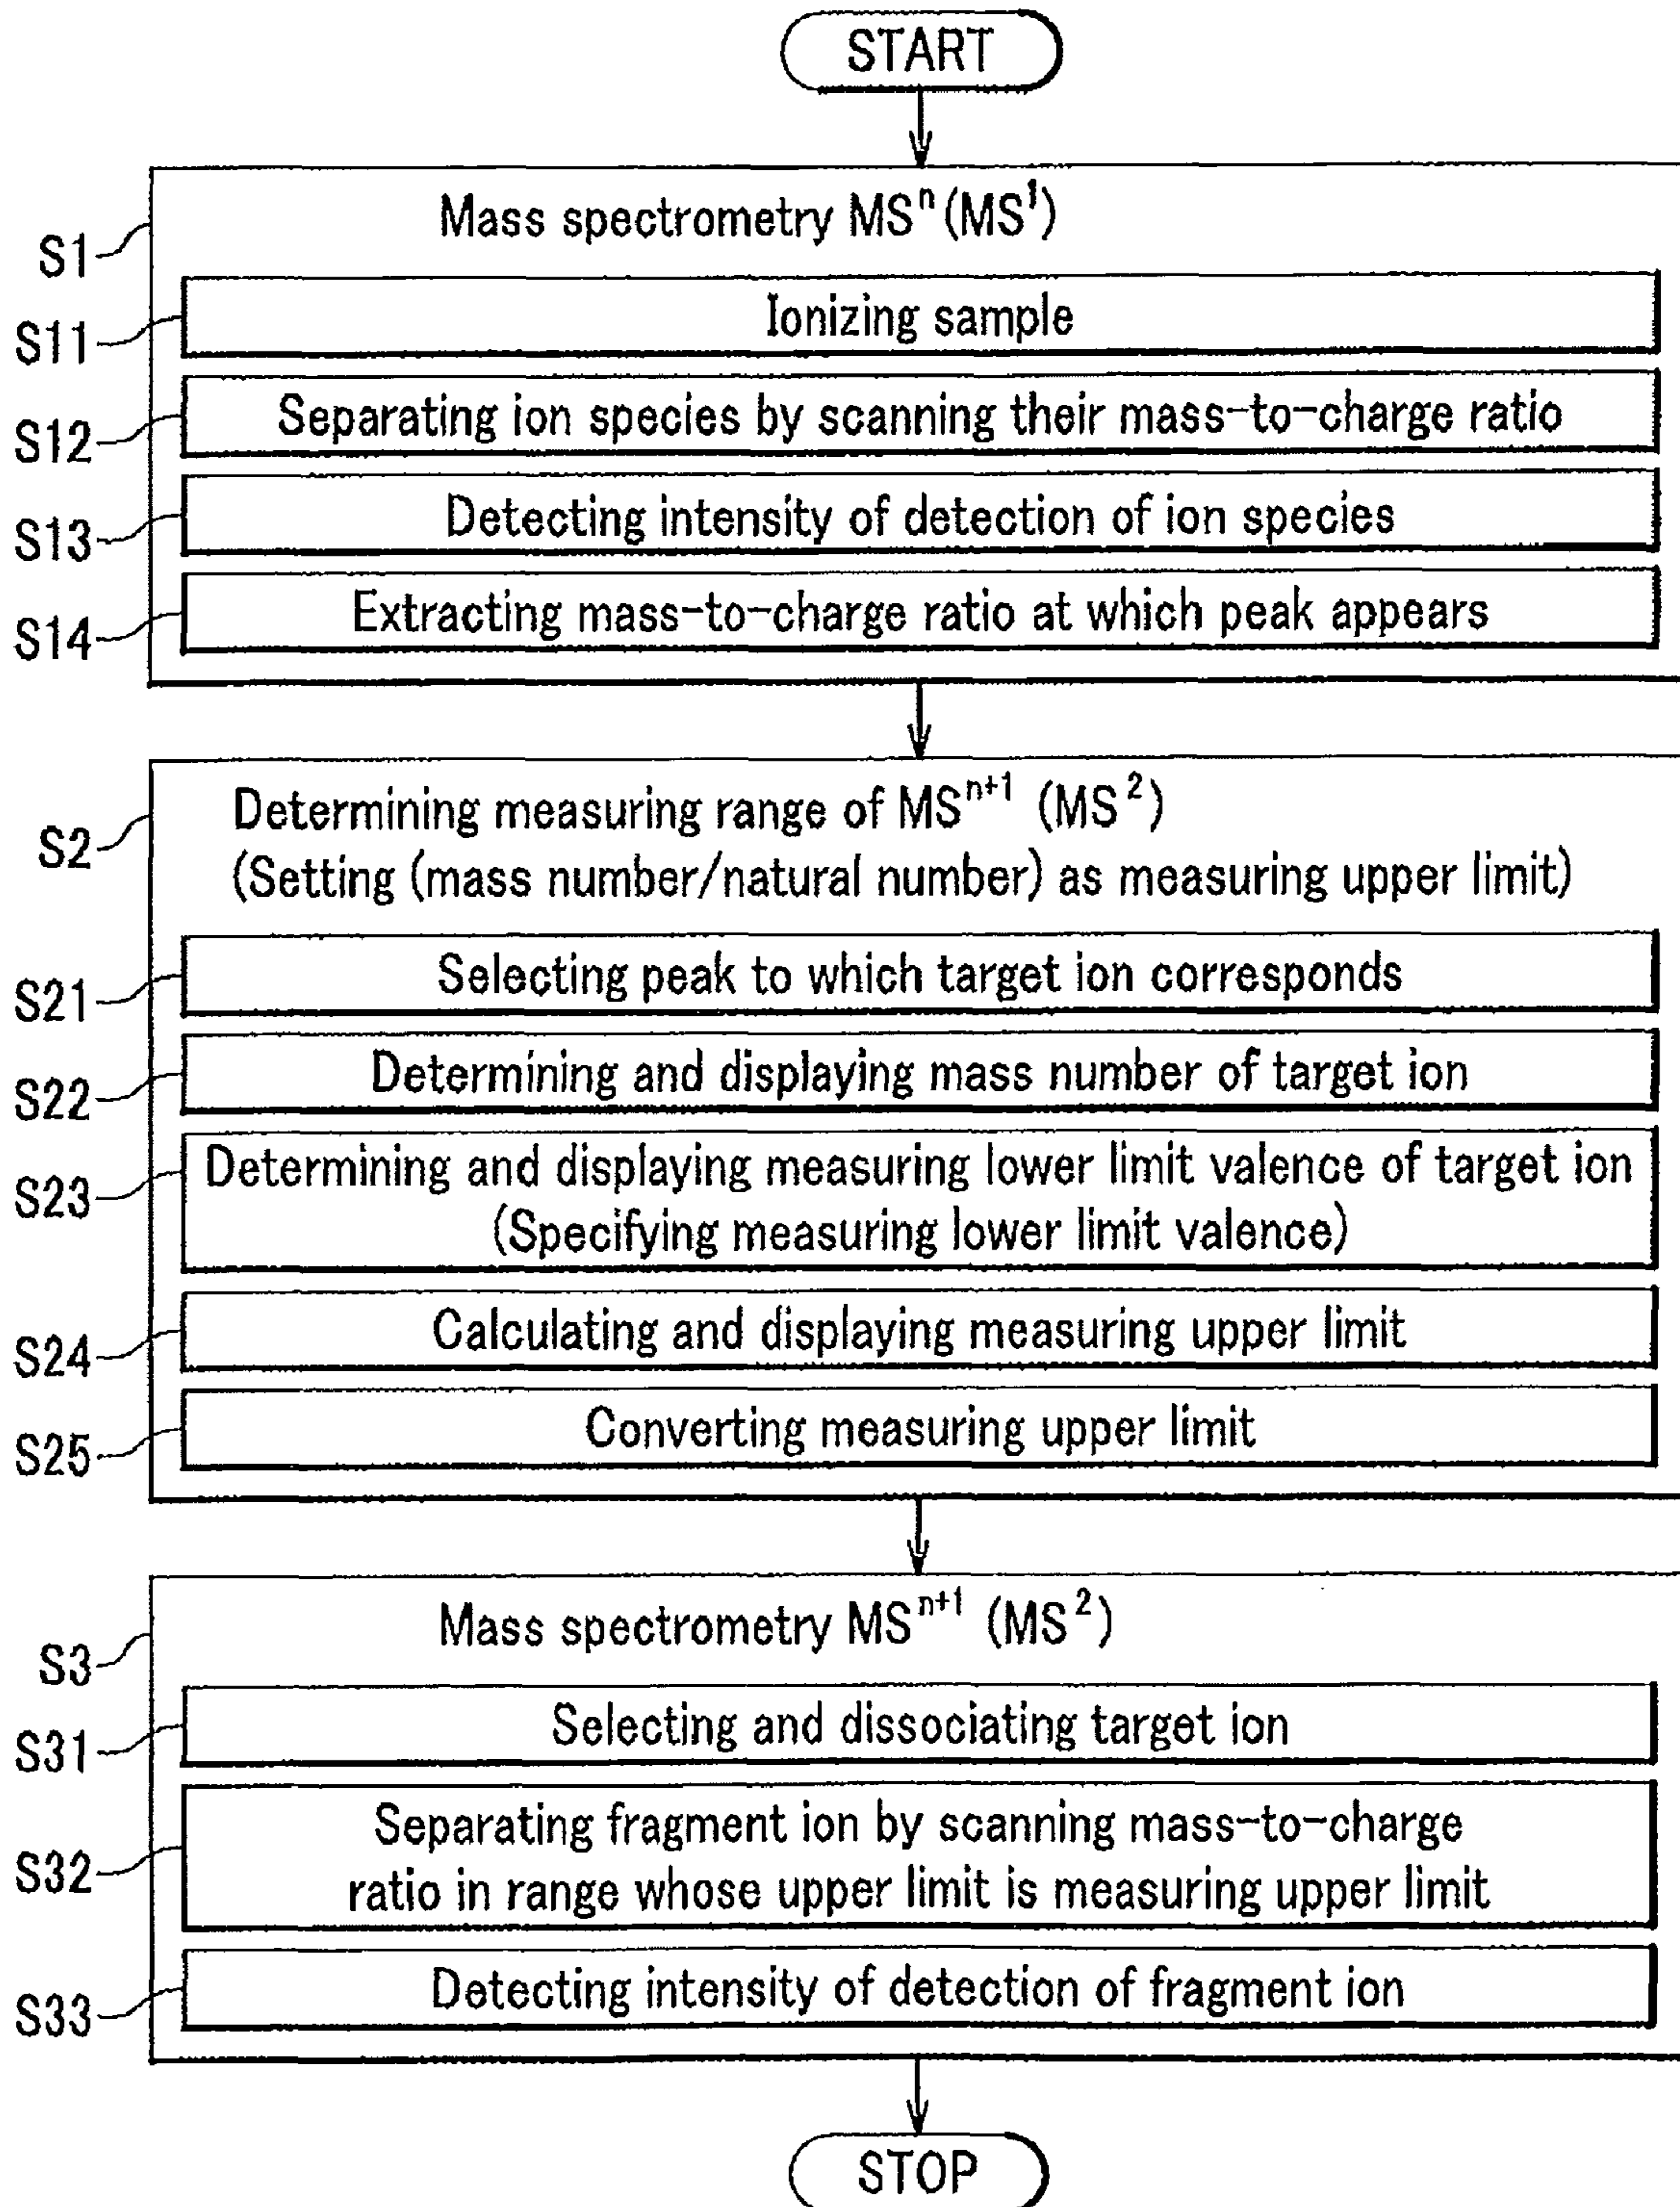 START
Mass spectrometry MSⁿ(MS¹)
S1
S11
Ionizing sample
S12
Separating ion species by scanning their mass-to-charge ratio
S13
Detecting intensity of detection of ion species
S14
Extracting mass-to-charge ratio at which peak appears
S2
Determining measuring range of MSⁿ⁺¹ (MS²)
(Setting (mass number/natural number) as measuring upper limit)
S21
Selecting peak to which target ion corresponds
S22
Determining and displaying mass number of target ion
S23
Determining and displaying measuring lower limit valence of target ion
(Specifying measuring lower limit valence)
S24
Calculating and displaying measuring upper limit
S25
Converting measuring upper limit
S3
Mass spectrometry MSⁿ⁺¹ (MS²)
S31
Selecting and dissociating target ion
S32
Separating fragment ion by scanning mass-to-charge
ratio in range whose upper limit is measuring upper limit
S33
Detecting intensity of detection of fragment ion
STOP